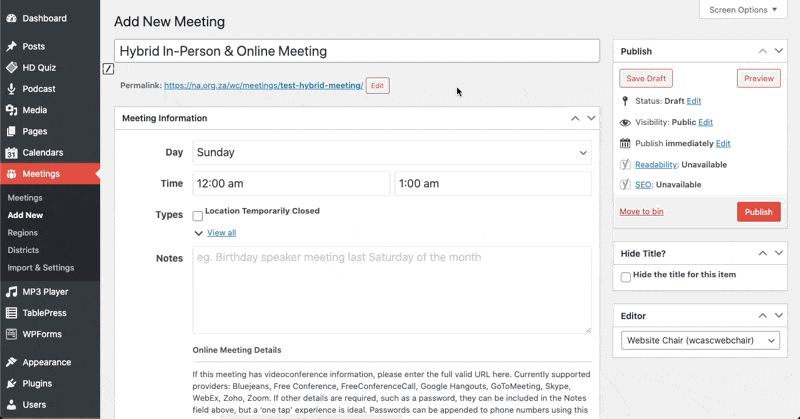 Screen Options
Dashboard
Posts
HD Quiz
Podcast
Media
Pages
Calendars
31
Meetings
Meetings
Add New
Regions
Districts
Import & Settings
MP3 Player
TablePress
WPForms
Appearance
Plugins
Users
Add New Meeting
Hybrid In-Person & Online Meeting
Permalink: https://na.org.za/wc/meetings/test-hybrid-meeting/ Edit
Meeting Information
Day Sunday
Time 12:00 am 1:00 am
Types Location Temporarily Closed
View all
Notes eg. Birthday speaker meeting last Saturday of the month
Online Meeting Details
If this meeting has videoconference information, please enter the full valid URL here. Currently supported
providers: Bluejeans, Free Conference, FreeConferenceCall, Google Hangouts, GoToMeeting, Skype,
WebEx, Zoho, Zoom. If other details are required, such as a password, they can be included in the Notes
field above, but a 'one tap' experience is ideal. Passwords can be appended to phone numbers using this
Publish
Save Draft Preview
Status: Draft Edit
Visibility: Public Edit
Publish immediately Edit
Readability: Unavailable
SEO: Unavailable
Move to bin Publish
Hide Title?
Hide the title for this item
Editor
Website Chair (wcascwebchair)